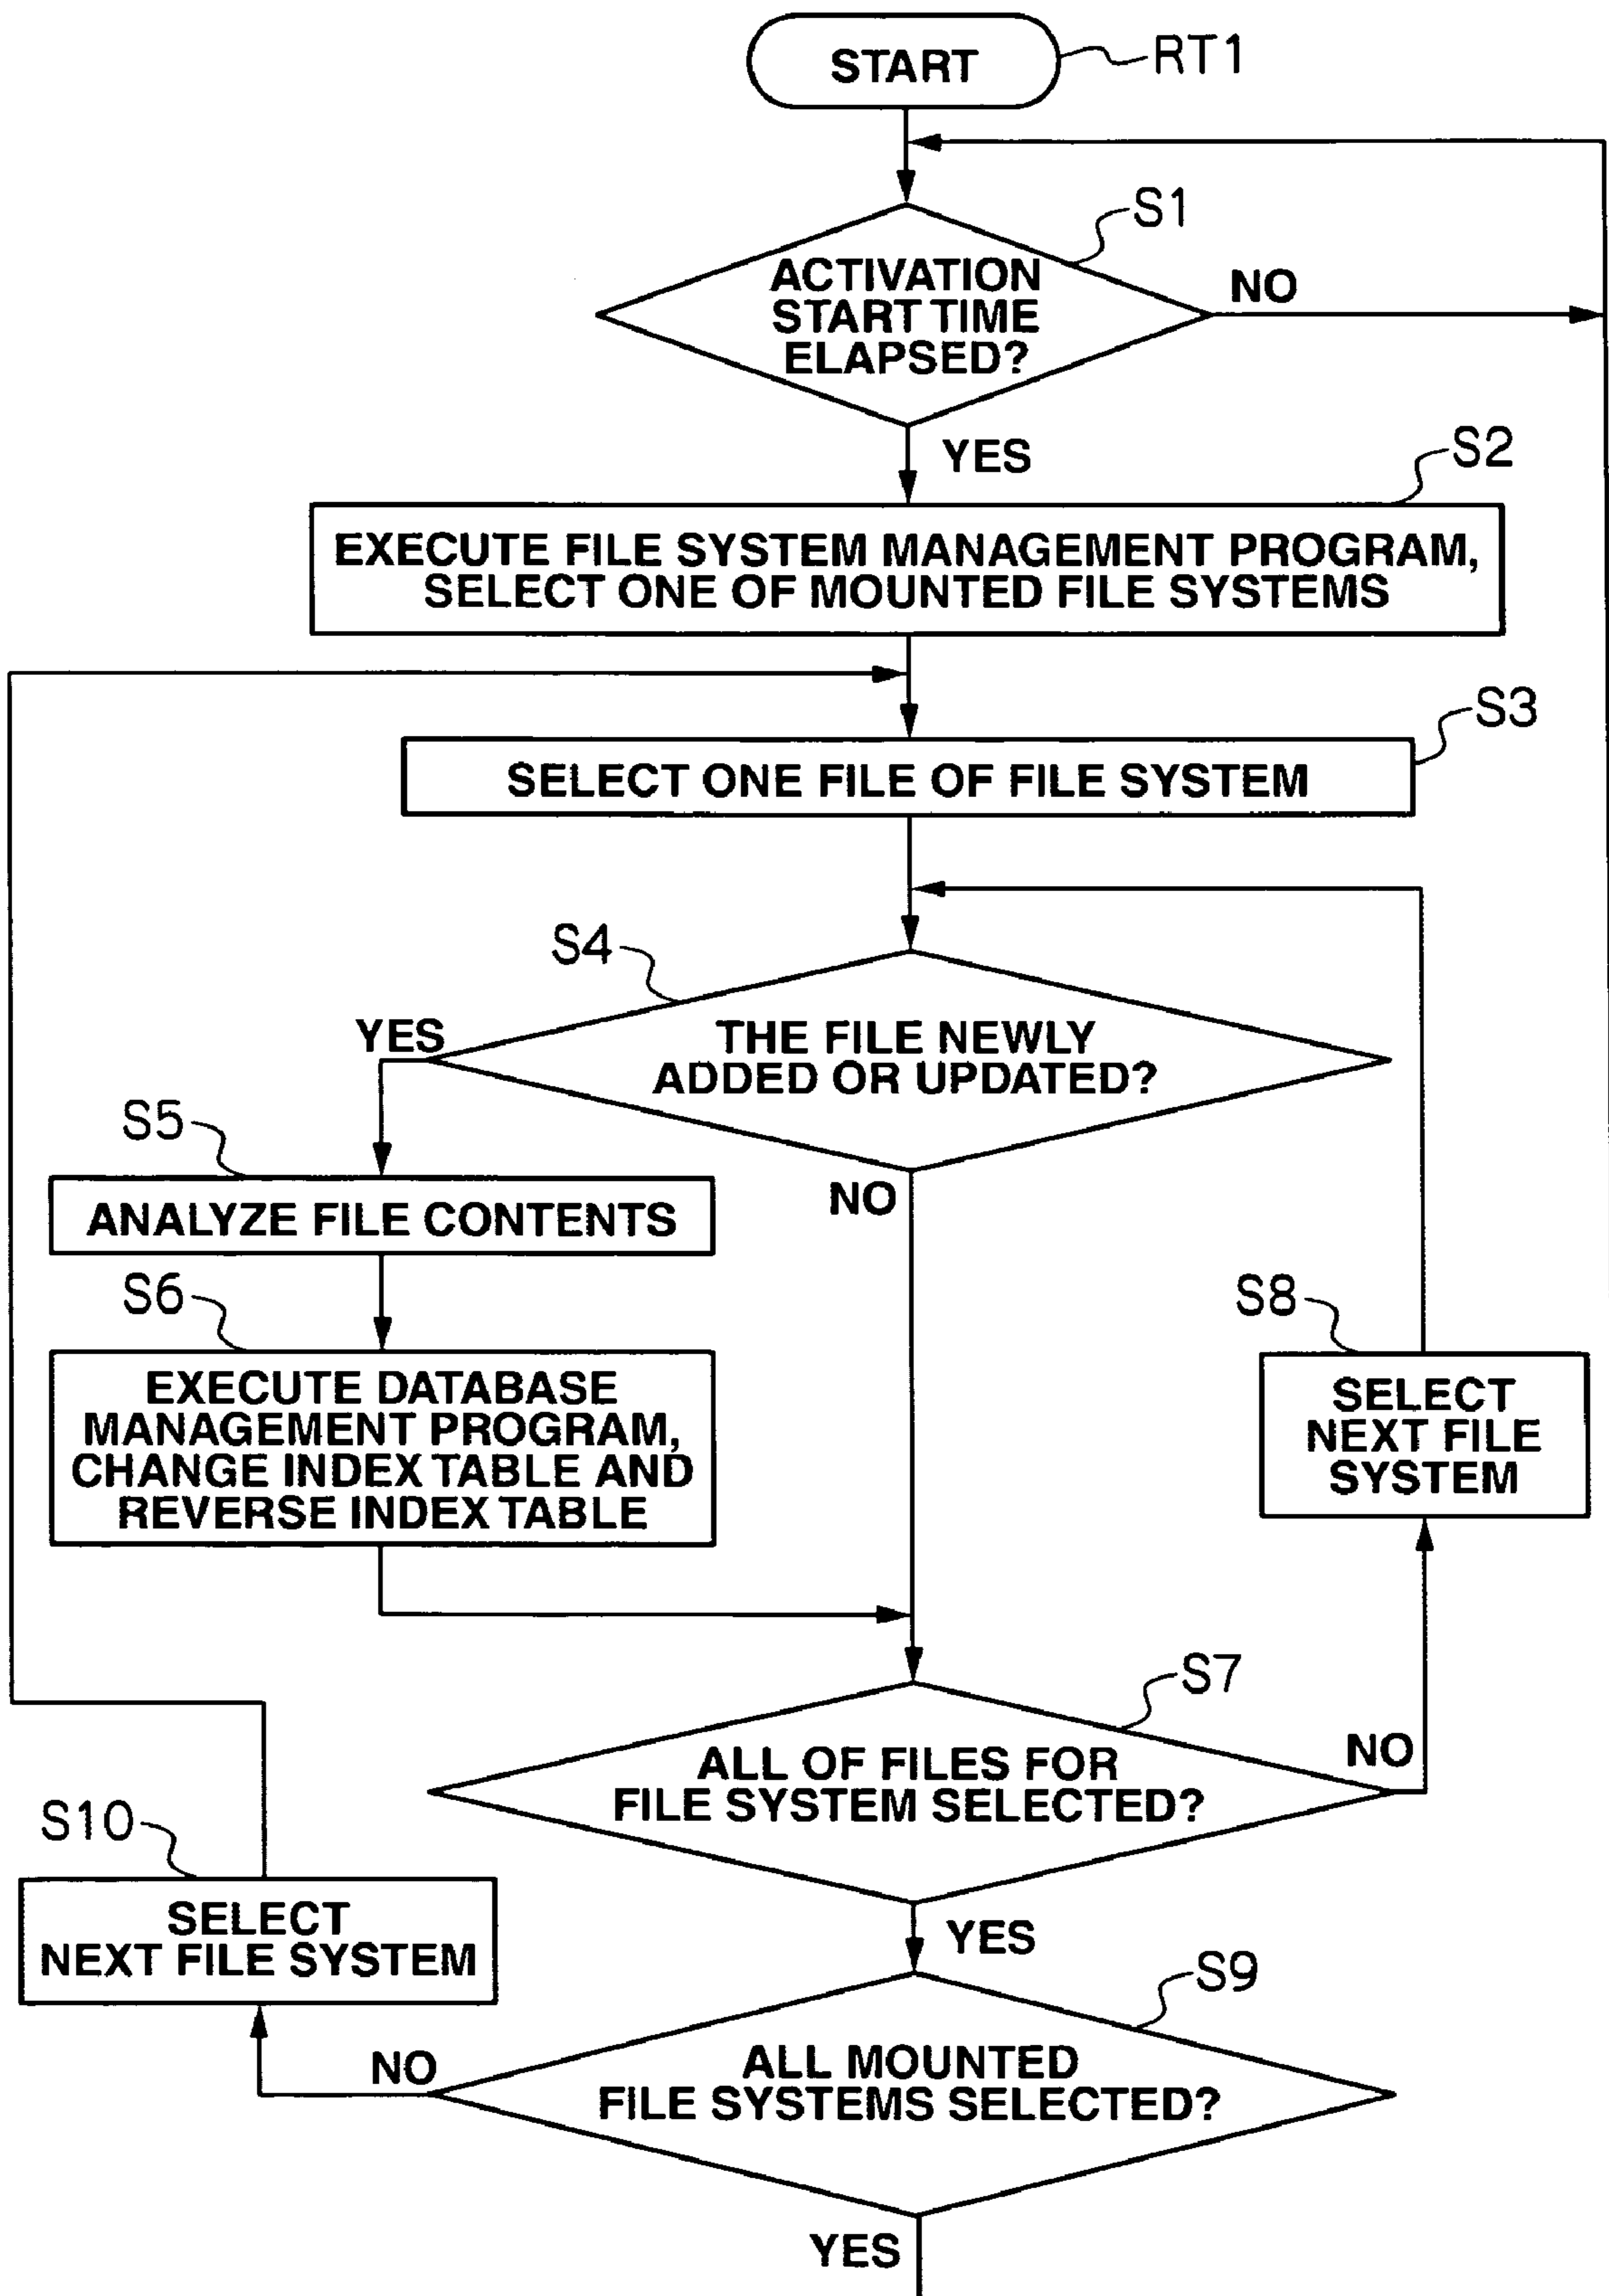 START
RT1
S1
ACTIVATION
START TIME
ELAPSED?
NO
YES
S2
EXECUTE FILE SYSTEM MANAGEMENT PROGRAM,
SELECT ONE OF MOUNTED FILE SYSTEMS
S3
SELECT ONE FILE OF FILE SYSTEM
S4
YES
THE FILE NEWLY
ADDED OR UPDATED?
NO
S5
ANALYZE FILE CONTENTS
S6
EXECUTE DATABASE
MANAGEMENT PROGRAM,
CHANGE INDEX TABLE AND
REVERSE INDEX TABLE
S8
SELECT
NEXT FILE
SYSTEM
S7
ALL OF FILES FOR
FILE SYSTEM SELECTED?
NO
YES
S10
SELECT
NEXT FILE SYSTEM
S9
NO
ALL MOUNTED
FILE SYSTEMS SELECTED?
YES